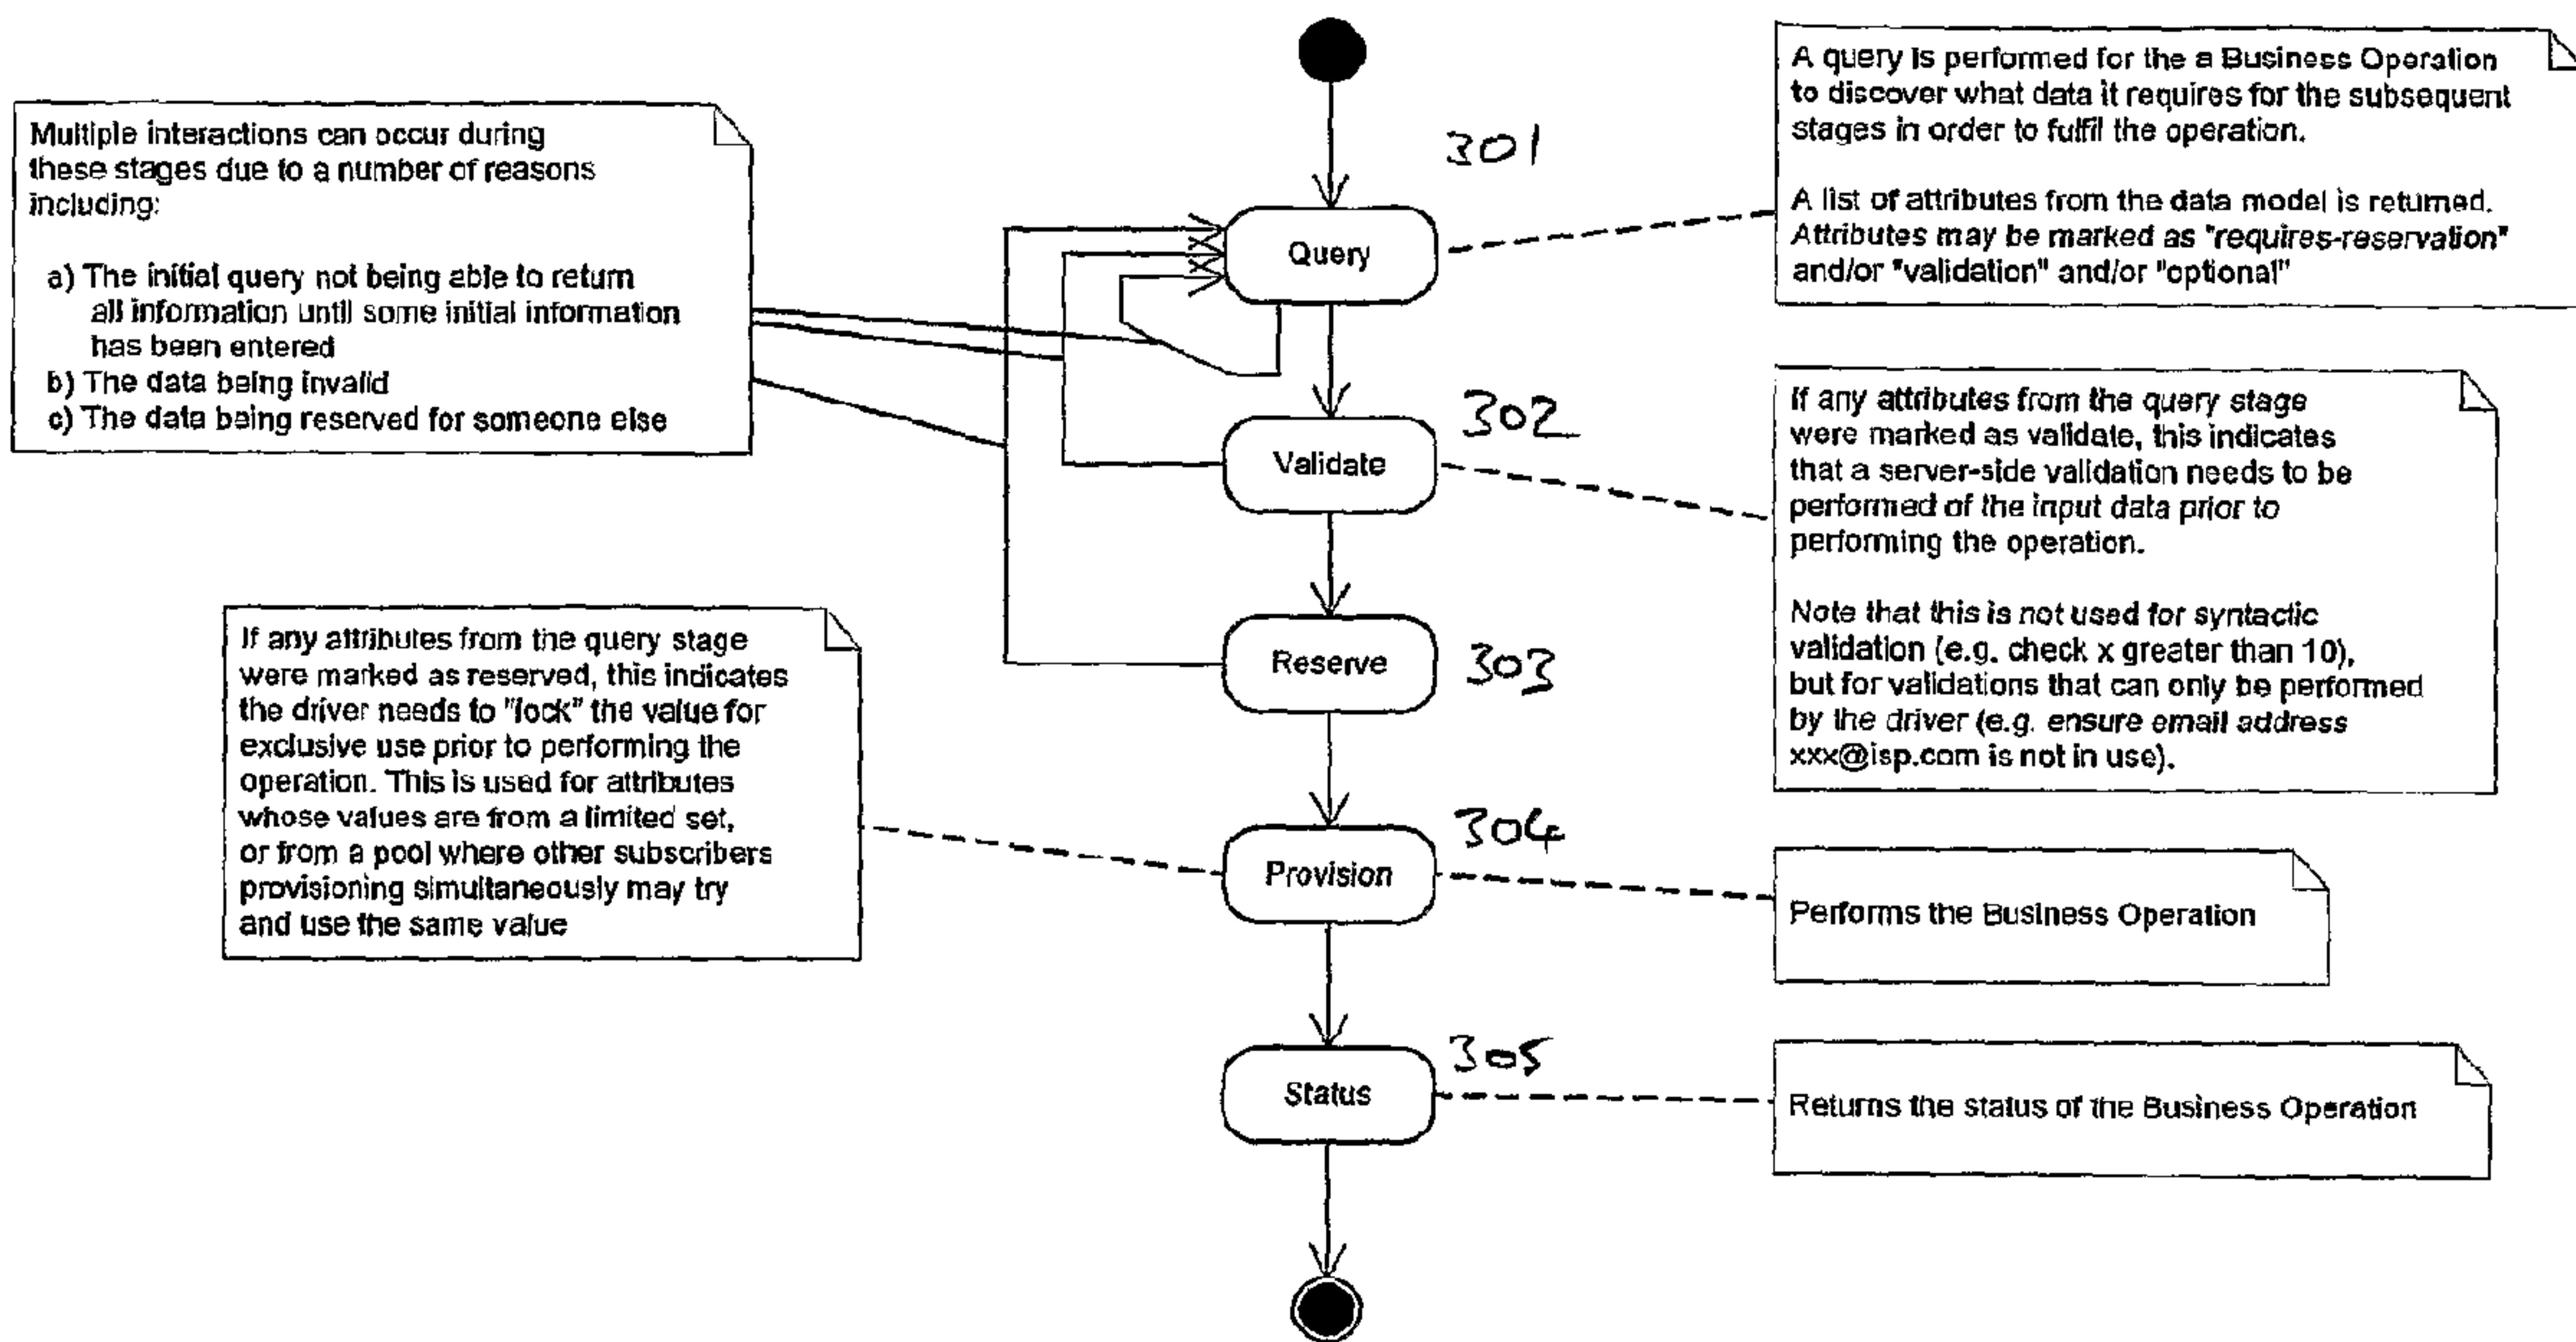 Multiple interactions can occur during
these stages due to a number of reasons
including:
a) The initial query not being able to return
all information until some initial information
has been entered
b) The data being invalid
c) The data being reserved for someone else
A query is performed for the a Business Operation
to discover what data it requires for the subsequent
stages in order to fulfil the operation.
A list of attributes from the data model is returned.
Attributes may be marked as "requires-reservation"
and/or "validation" and/or "optional"
301
Query
302
Validate
If any attributes from the query stage
were marked as validate, this indicates
that a server-side validation needs to be
performed of the input data prior to
performing the operation.
Note that this is not used for syntactic
validation (e.g. check x greater than 10),
but for validations that can only be performed
by the driver (e.g. ensure email address
xxx@isp.com is not in use).
303
Reserve
If any attributes from the query stage
were marked as reserved, this indicates
the driver needs to "lock" the value for
exclusive use prior to performing the
operation. This is used for attributes
whose values are from a limited set,
or from a pool where other subscribers
provisioning simultaneously may try
and use the same value
304
Provision
Performs the Business Operation
305
Status
Returns the status of the Business Operation